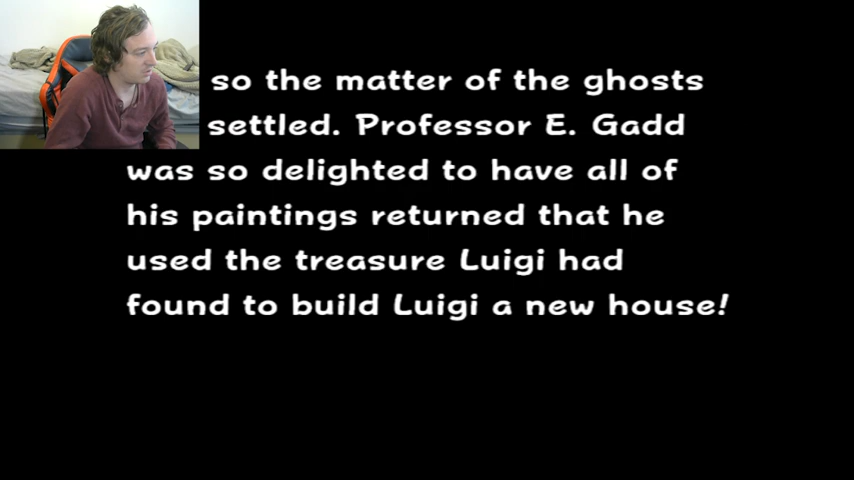 so the matter of the ghosts
settled. Professor E. Gadd
was so delighted to have all of
his paintings returned that he
used the treasure Luigi had
found to build Luigi a new house!